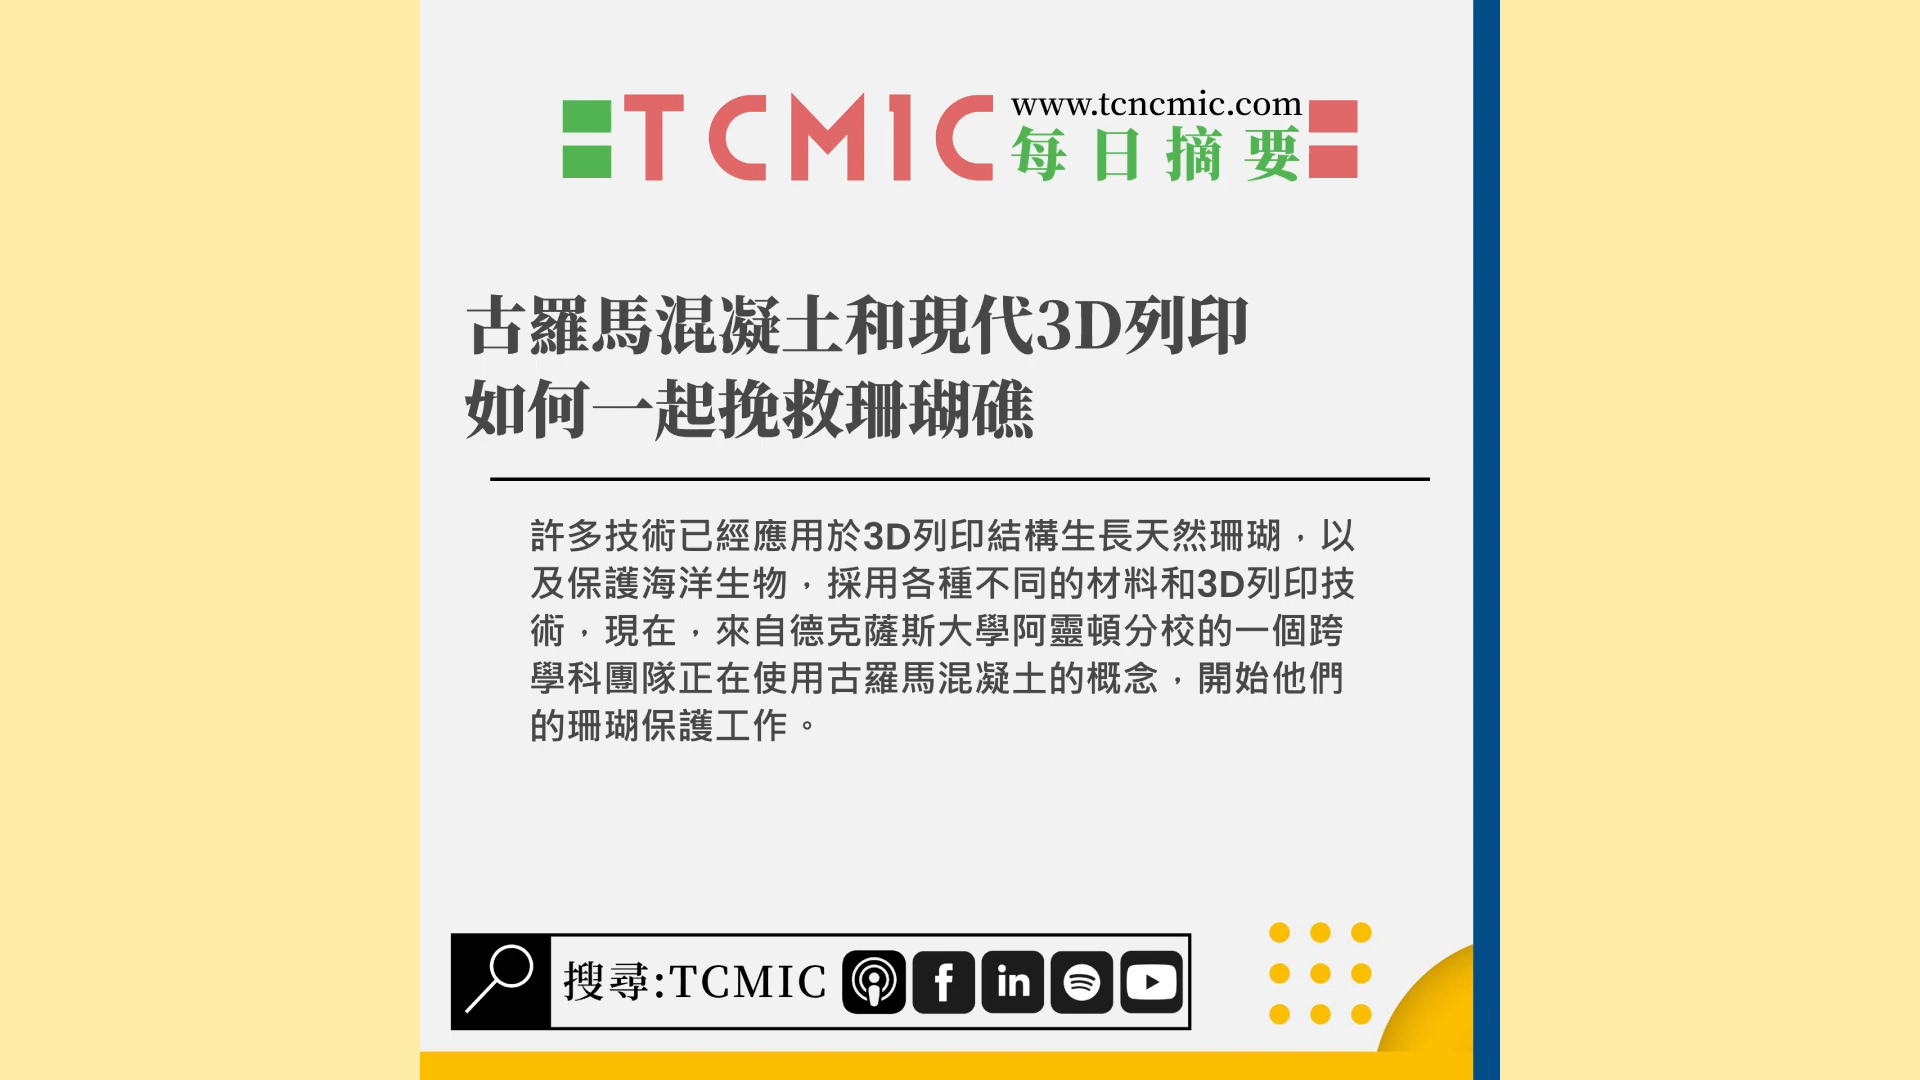 TCMIC
www.tcncmic.com
每日摘要
古羅馬混凝土和現代3D列印
如何一起挽救珊瑚礁
許多技術已經應用於3D列印結構生長天然珊瑚，以
及保護海洋生物，採用各種不同的材料和3D列印技
術，現在，來自德克薩斯大學阿靈頓分校的一個跨
學科團隊正在使用古羅馬混凝土的概念，開始他們
的珊瑚保護工作。
搜尋:TCMIC